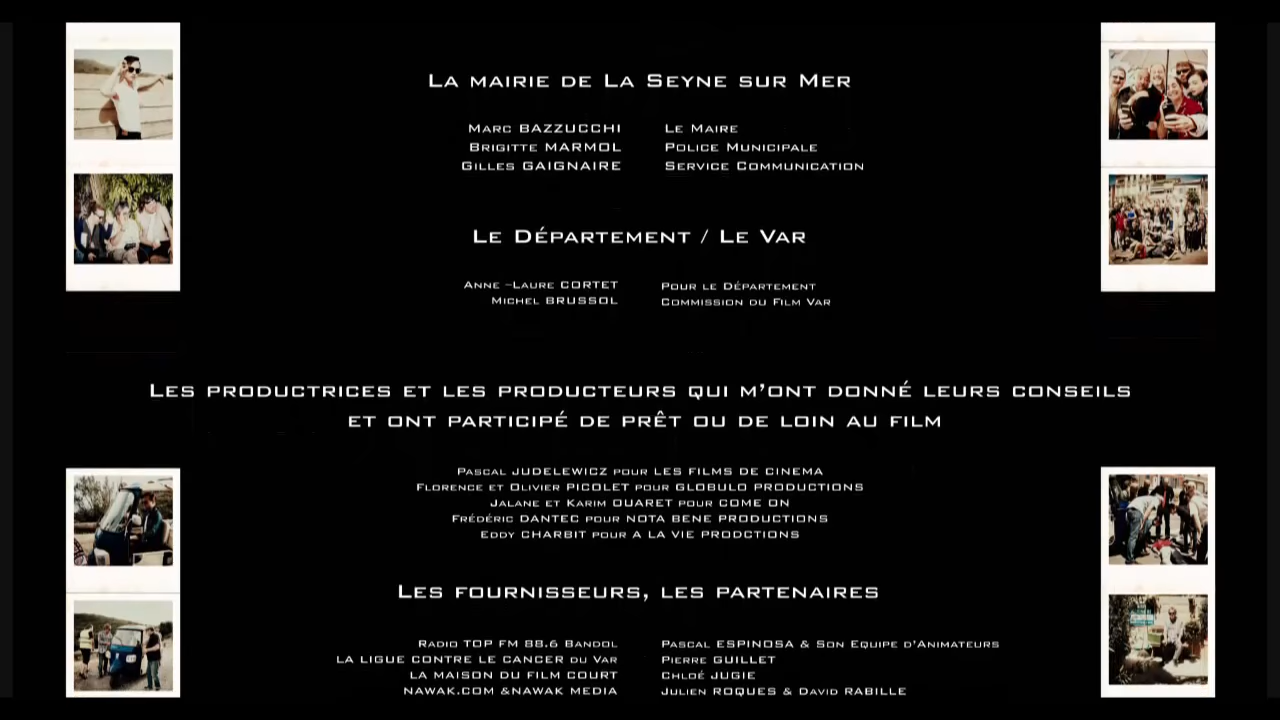 La mairie de La Seyne sur Mer
Marc BAZZUCCHI Le Maire
Brigitte MARMOL Police Municipale
Gilles GAIGNAIRE Service Communication
Le Département / Le Var
Anne -Laure CORTET Pour le Département
Michel BRUSSOL Commission du Film Var
Les productrices et les producteurs qui m'ont donné leurs conseils
et ont participé de prêt ou de loin au film
Pascal JUDELEWICZ pour LES FILMS DE CINEMA
Florence et Olivier PICOLET pour GLOBULO PRODUCTIONS
Jalane et Karim OUARET pour COME ON
Frédéric DANTEC pour NOTA BENE PRODUCTIONS
Eddy CHARBIT pour A LA VIE PRODCTIONS
Les fournisseurs, les partenaires
Radio TOP FM 88.6 Bandol Pascal ESPINOSA & Son Equipe d'Animateurs
LA LIGUE CONTRE LE CANCER du Var Pierre GUILLET
LA MAISON DU FILM COURT Chloé JUGIE
NAWAK.COM &NAWAK MEDIA Julien ROQUES & David RABILLE